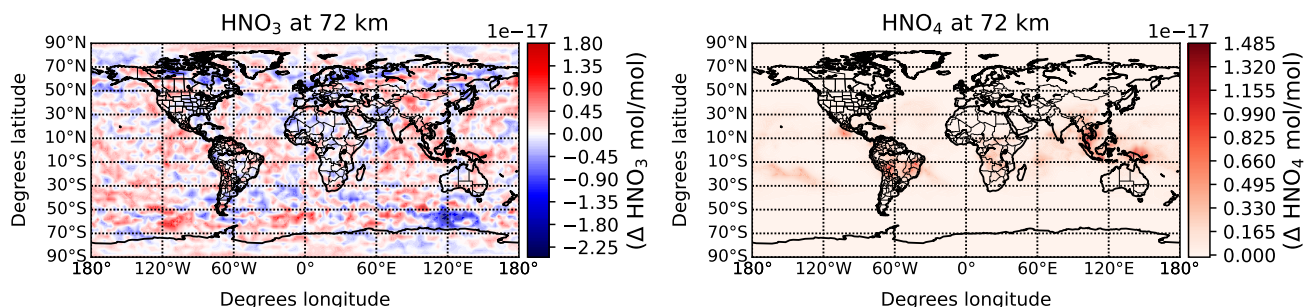 HNO₃ at 72 km
1e−17
90°N
70°N
50°N
30°N
10°N
10°S
30°S
50°S
70°S
90°S
180°
120°W
60°W
0°
60°E
120°E
180°
Degrees latitude
Degrees longitude
1.80
1.35
0.90
0.45
0.00
−0.45
−0.90
−1.35
−1.80
−2.25
(Δ HNO₃ mol/mol)
HNO₄ at 72 km
1e−17
90°N
70°N
50°N
30°N
10°N
10°S
30°S
50°S
70°S
90°S
180°
120°W
60°W
0°
60°E
120°E
180°
Degrees latitude
Degrees longitude
1.485
1.320
1.155
0.990
0.825
0.660
0.495
0.330
0.165
0.000
(Δ HNO₄ mol/mol)